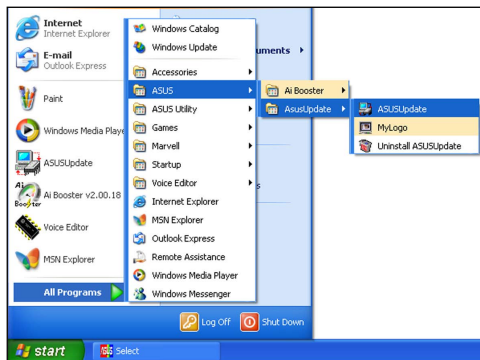 Internet
Internet Explorer
E-mail
Outlook Express
Paint
Windows Media Playe
ASUSUpdate
Ai Booster v2.00.18
Voice Editor
MSN Explorer
All Programs
Windows Catalog
Windows Update
Accessories
ASUS
ASUS Utility
Games
Marvell
Startup
Voice Editor
Internet Explorer
MSN Explorer
Outlook Express
Remote Assistance
Windows Media Player
Windows Messenger
uments
s
Ai Booster
AsusUpdate
ASUSUpdate
MyLogo
Uninstall ASUSUpdate
Log Off
Shut Down
start
Select